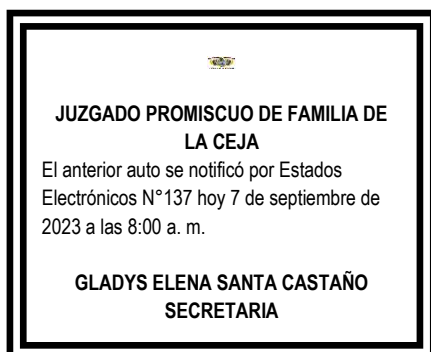 JUZGADO PROMISCUO DE FAMILIA DE
LA CEJA
El anterior auto se notificó por Estados
Electrónicos N°137 hoy 7 de septiembre de
2023 a las 8:00 a. m.
GLADYS ELENA SANTA CASTAÑO
SECRETARIA